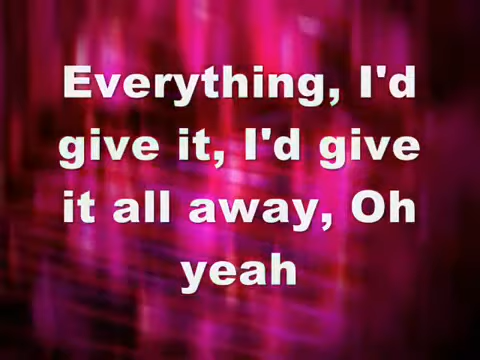 Everything, I'd
give it, I'd give
it all away, Oh
yeah